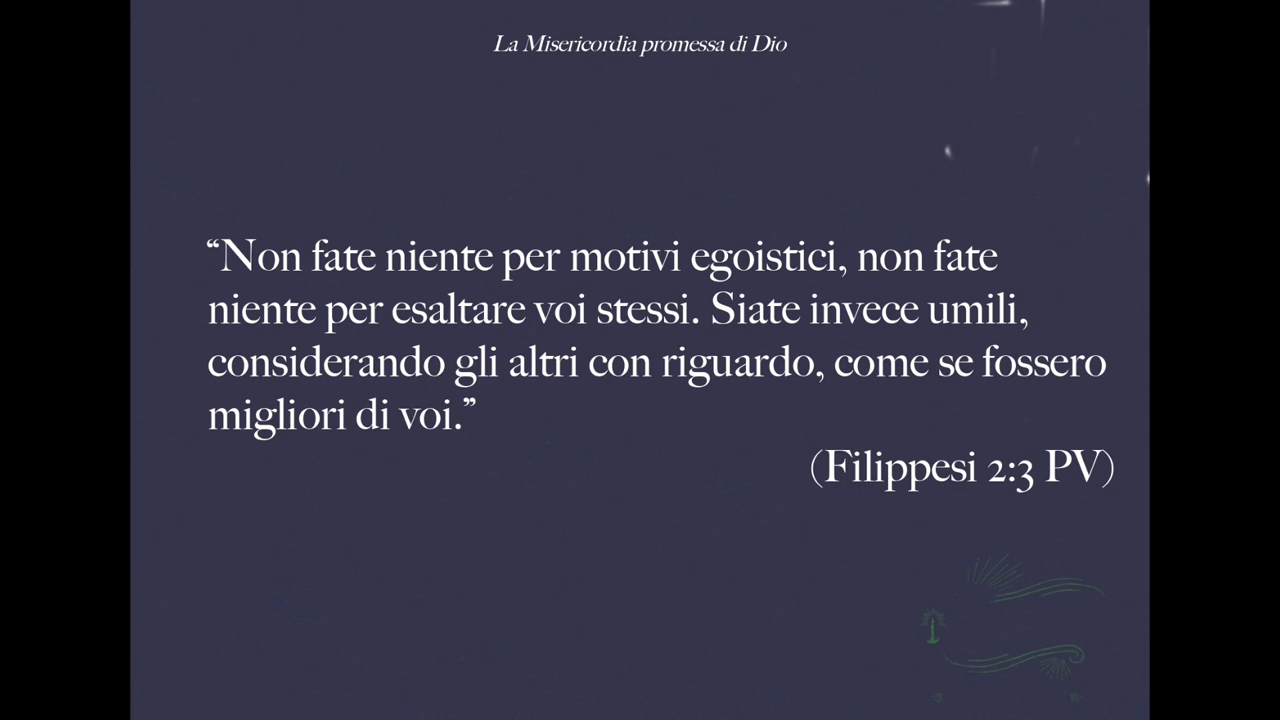 La Misericordia promessa di Dio
“Non fate niente per motivi egoistici, non fate
niente per esaltare voi stessi. Siate invece umili,
considerando gli altri con riguardo, come se fossero
migliori di voi.”
(Filippesi 2:3 PV)